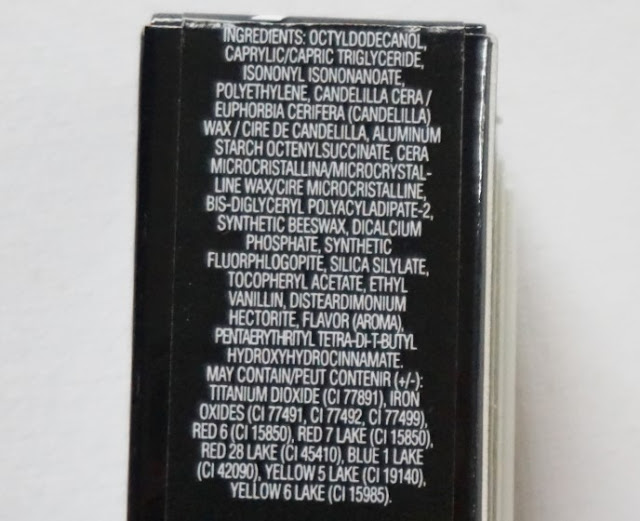 INGREDIENTS: OCTYLDODECANOL,
CAPRYLIC/CAPRIC TRIGLYCERIDE,
ISONONYL ISONONANOATE,
POLYETHYLENE, CANDELILLA CERA /
EUPHORBIA CERIFERA (CANDELILLA)
WAX / CIRE DE CANDELILLA, ALUMINUM
STARCH OCTENYLSUCCINATE, CERA
MICROCRISTALLINA/MICROCRYSTAL-
LINE WAX/CIRE MICROCRISTALLINE,
BIS-DIGLYCERYL POLYACYLADIPATE-2,
SYNTHETIC BEESWAX, DICALCIUM
PHOSPHATE, SYNTHETIC
FLUORPHLOGOPITE, SILICA SILYLATE,
TOCOPHERYL ACETATE, ETHYL
VANILLIN, DISTEARDIMONIUM
HECTORITE, FLAVOR (AROMA),
PENTAERYTHRITYL TETRA-DI-T-BUTYL
HYDROXYHYDROCINNAMATE.
MAY CONTAIN/PEUT CONTENIR (+/-):
TITANIUM DIOXIDE (CI 77891), IRON
OXIDES (CI 77491, CI 77492, CI 77499),
RED 6 (CI 15850), RED 7 LAKE (CI 15850),
RED 28 LAKE (CI 45410), BLUE 1 LAKE
(CI 42090), YELLOW 5 LAKE (CI 19140),
YELLOW 6 LAKE (CI 15985).